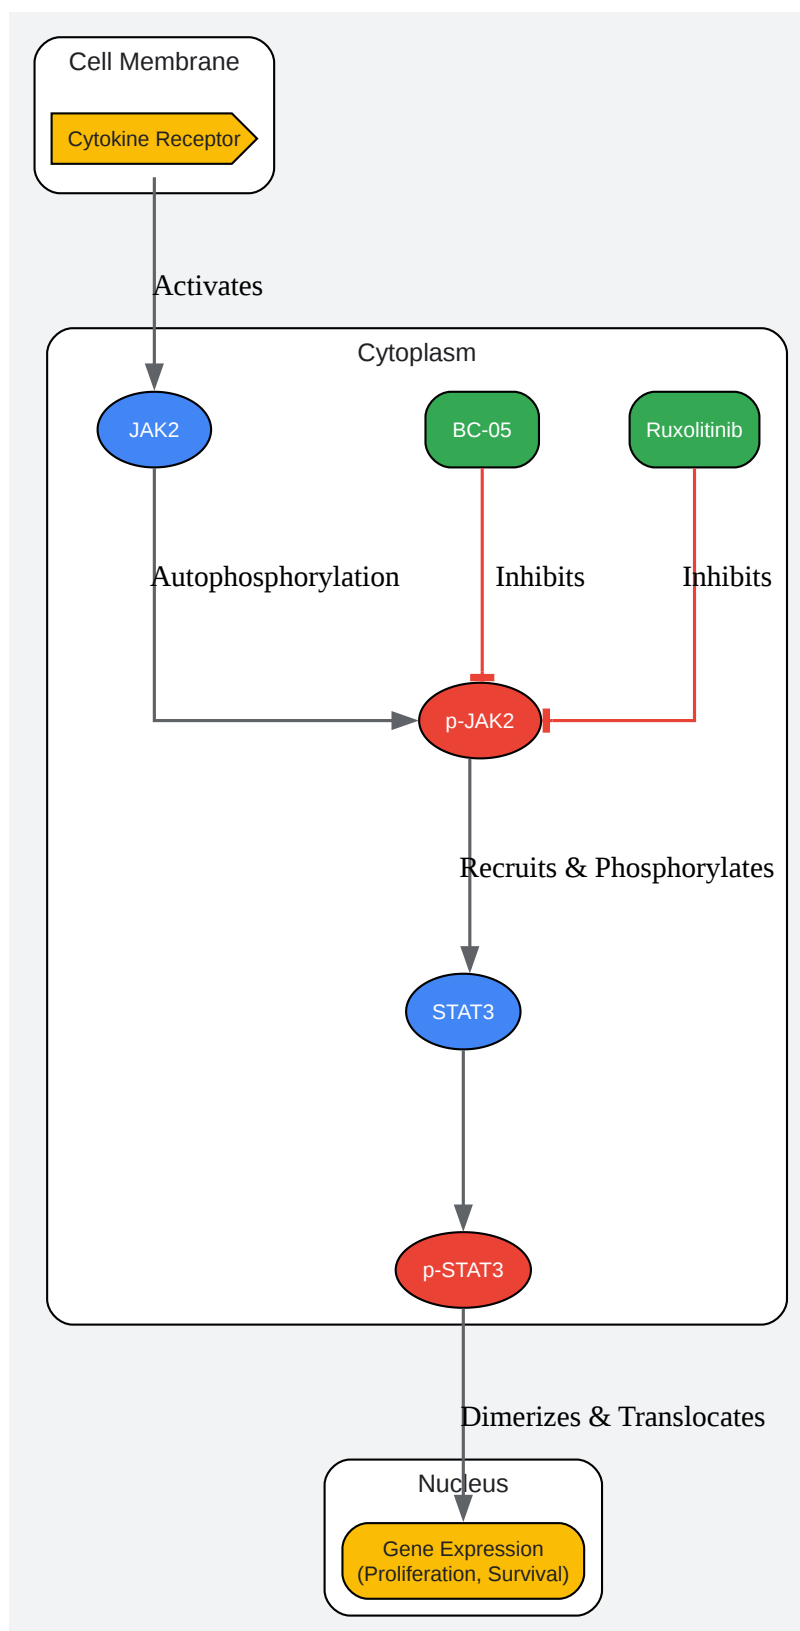 Cell Membrane
Cytokine Receptor
Activates
Cytoplasm
JAK2
BC-05
Ruxolitinib
Autophosphorylation
Inhibits
Inhibits
p-JAK2
Recruits & Phosphorylates
STAT3
p-STAT3
Dimerizes & Translocates
Nucleus
Gene Expression
(Proliferation, Survival)